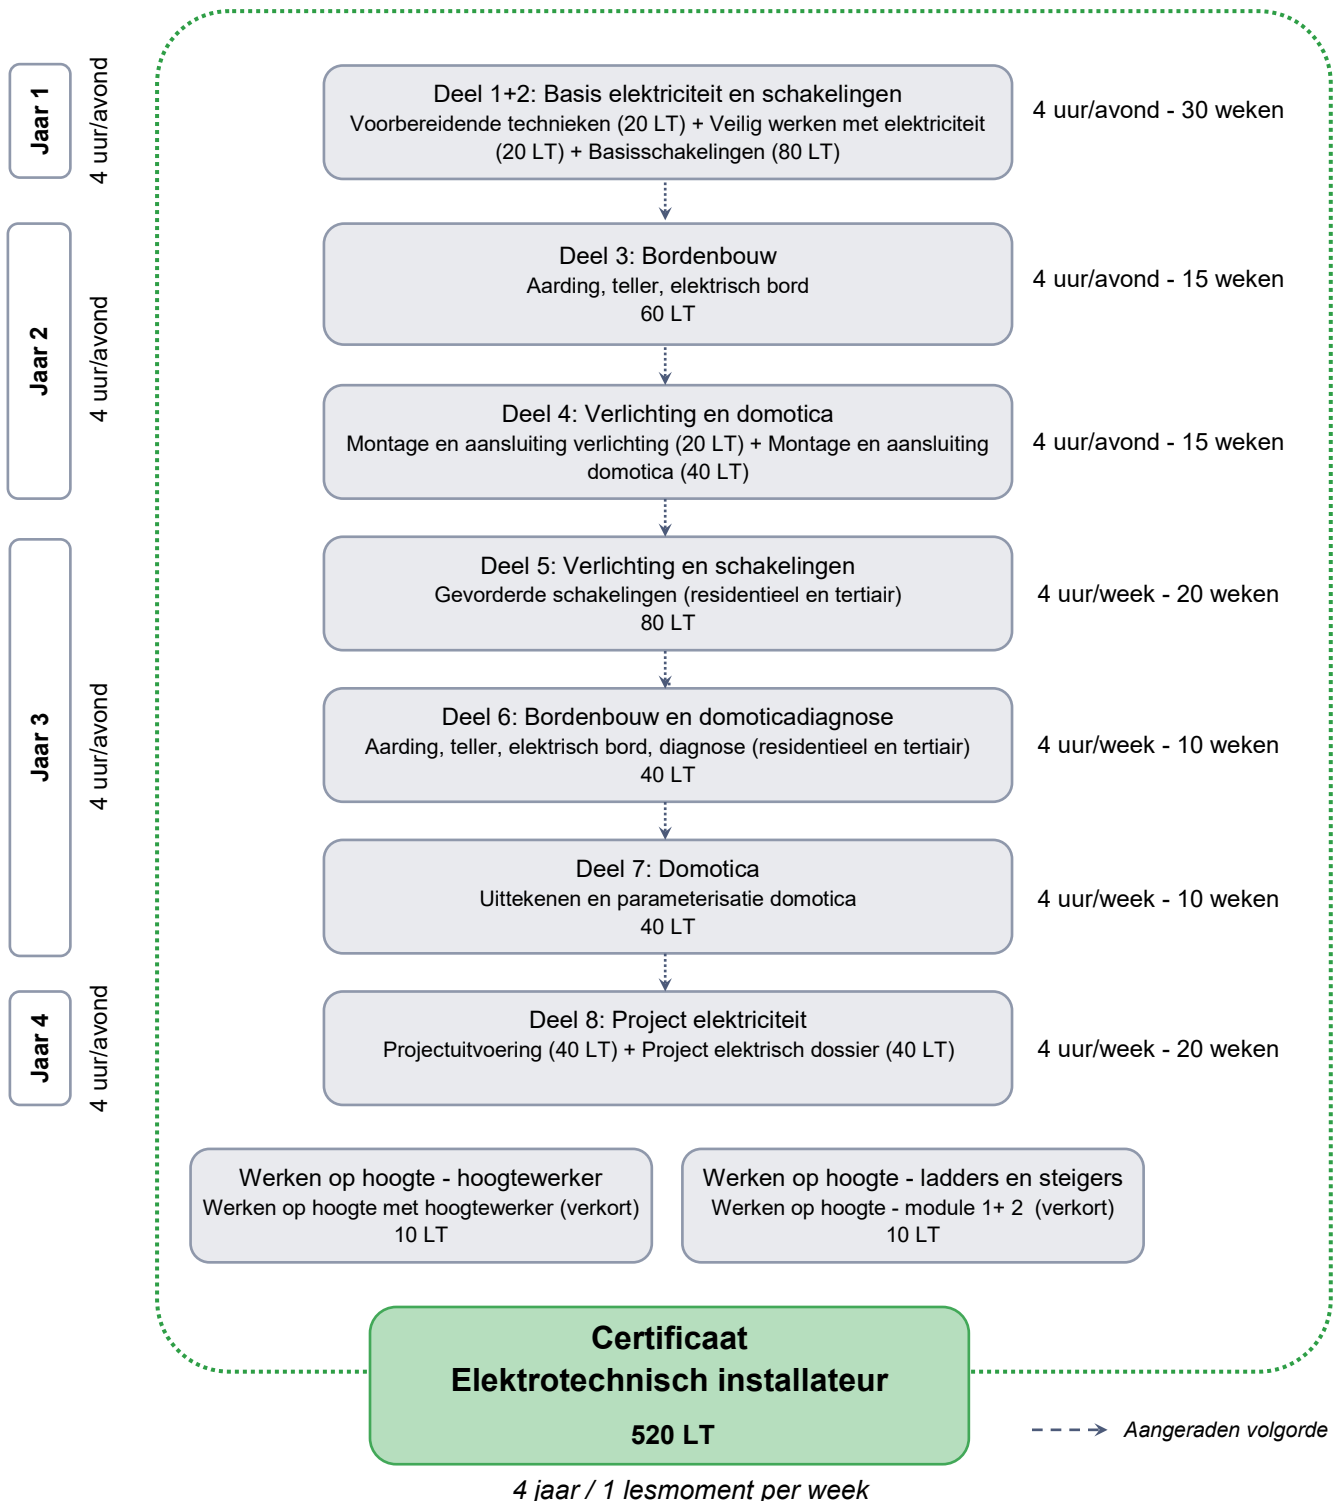 Jaar 1
4 uur/avond
Deel 1+2: Basis elektriciteit en schakelingen
Voorbereidende technieken (20 LT) + Veilig werken met elektriciteit
(20 LT) + Basisschakelingen (80 LT)
4 uur/avond - 30 weken
Jaar 2
4 uur/avond
Deel 3: Bordenbouw
Aarding, teller, elektrisch bord
60 LT
4 uur/avond - 15 weken
Deel 4: Verlichting en domotica
Montage en aansluiting verlichting (20 LT) + Montage en aansluiting
domotica (40 LT)
4 uur/avond - 15 weken
Jaar 3
4 uur/avond
Deel 5: Verlichting en schakelingen
Gevorderde schakelingen (residentieel en tertiair)
80 LT
4 uur/week - 20 weken
Deel 6: Bordenbouw en domoticadiagnose
Aarding, teller, elektrisch bord, diagnose (residentieel en tertiair)
40 LT
4 uur/week - 10 weken
Deel 7: Domotica
Uittekenen en parameterisatie domotica
40 LT
4 uur/week - 10 weken
Jaar 4
4 uur/avond
Deel 8: Project elektriciteit
Projectuitvoering (40 LT) + Project elektrisch dossier (40 LT)
4 uur/week - 20 weken
Werken op hoogte - hoogtewerker
Werken op hoogte met hoogtewerker (verkort)
10 LT
Werken op hoogte - ladders en steigers
Werken op hoogte - module 1+ 2 (verkort)
10 LT
Certificaat
Elektrotechnisch installateur
520 LT
Aangeraden volgorde
4 jaar / 1 lesmoment per week